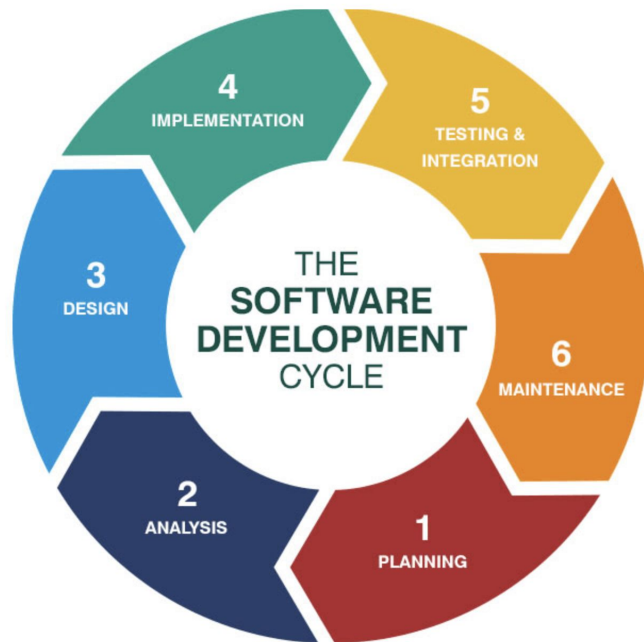 THE
SOFTWARE
DEVELOPMENT
CYCLE
1
PLANNING
2
ANALYSIS
3
DESIGN
4
IMPLEMENTATION
5
TESTING &
INTEGRATION
6
MAINTENANCE